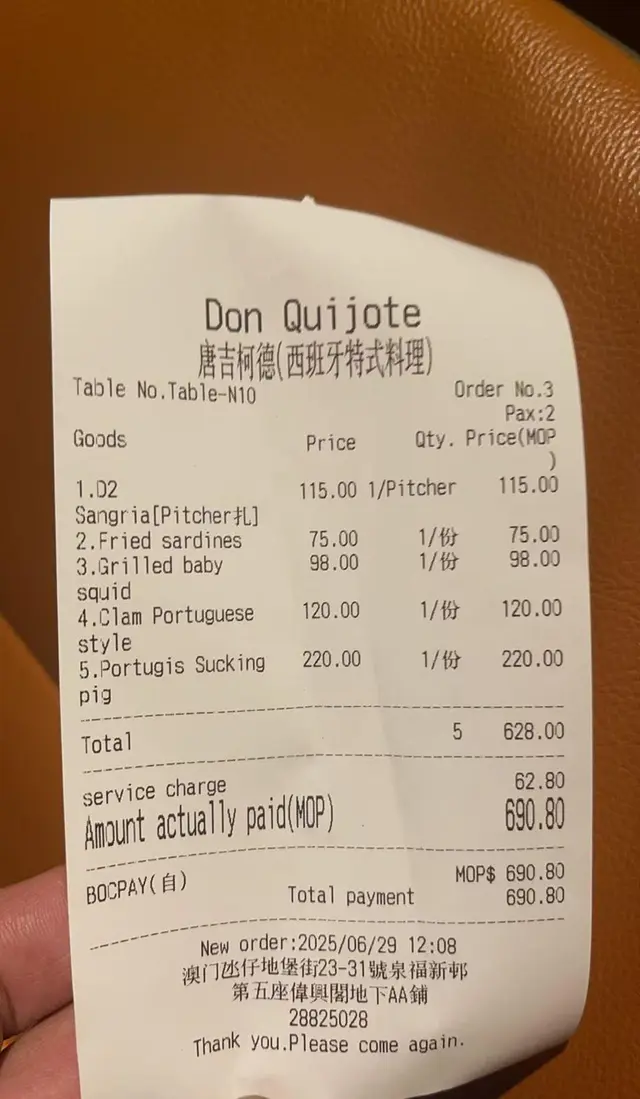 Don Quijote
唐吉柯德(西班牙特式料理)
Table No.Table-N10 Order No.3
Pax:2
Goods Price Qty. Price(MOP
)
1.D2 115.00 1/Pitcher 115.00
Sangria[Pitcher扎]
2.Fried sardines 75.00 1/份 75.00
3.Grilled baby 98.00 1/份 98.00
squid
4.Clam Portuguese 120.00 1/份 120.00
style
5.Portugis Sucking 220.00 1/份 220.00
pig
Total 5 628.00
service charge 62.80
Amount actually paid(MOP) 690.80
BOCPAY(自) MOP$ 690.80
Total payment 690.80
New order:2025/06/29 12:08
澳门氹仔地堡街23-31號泉福新邨
第五座偉興閣地下AA鋪
28825028
Thank you.Please come again.